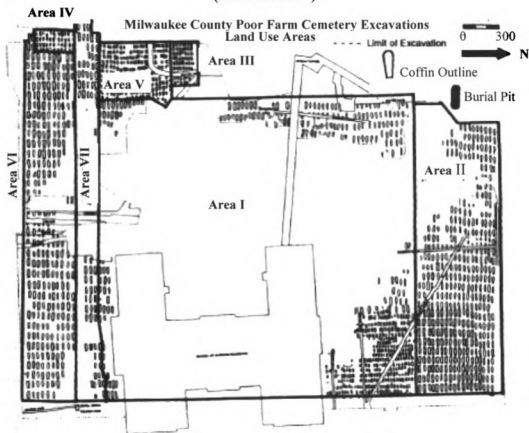 Area IV
Milwaukee County Poor Farm Cemetery Excavations
Land Use Areas
Limit of Excavation
0 300
N
Area III
Coffin Outline
Area V
Burial Pit
Area VI
Area VII
Area II
Area I